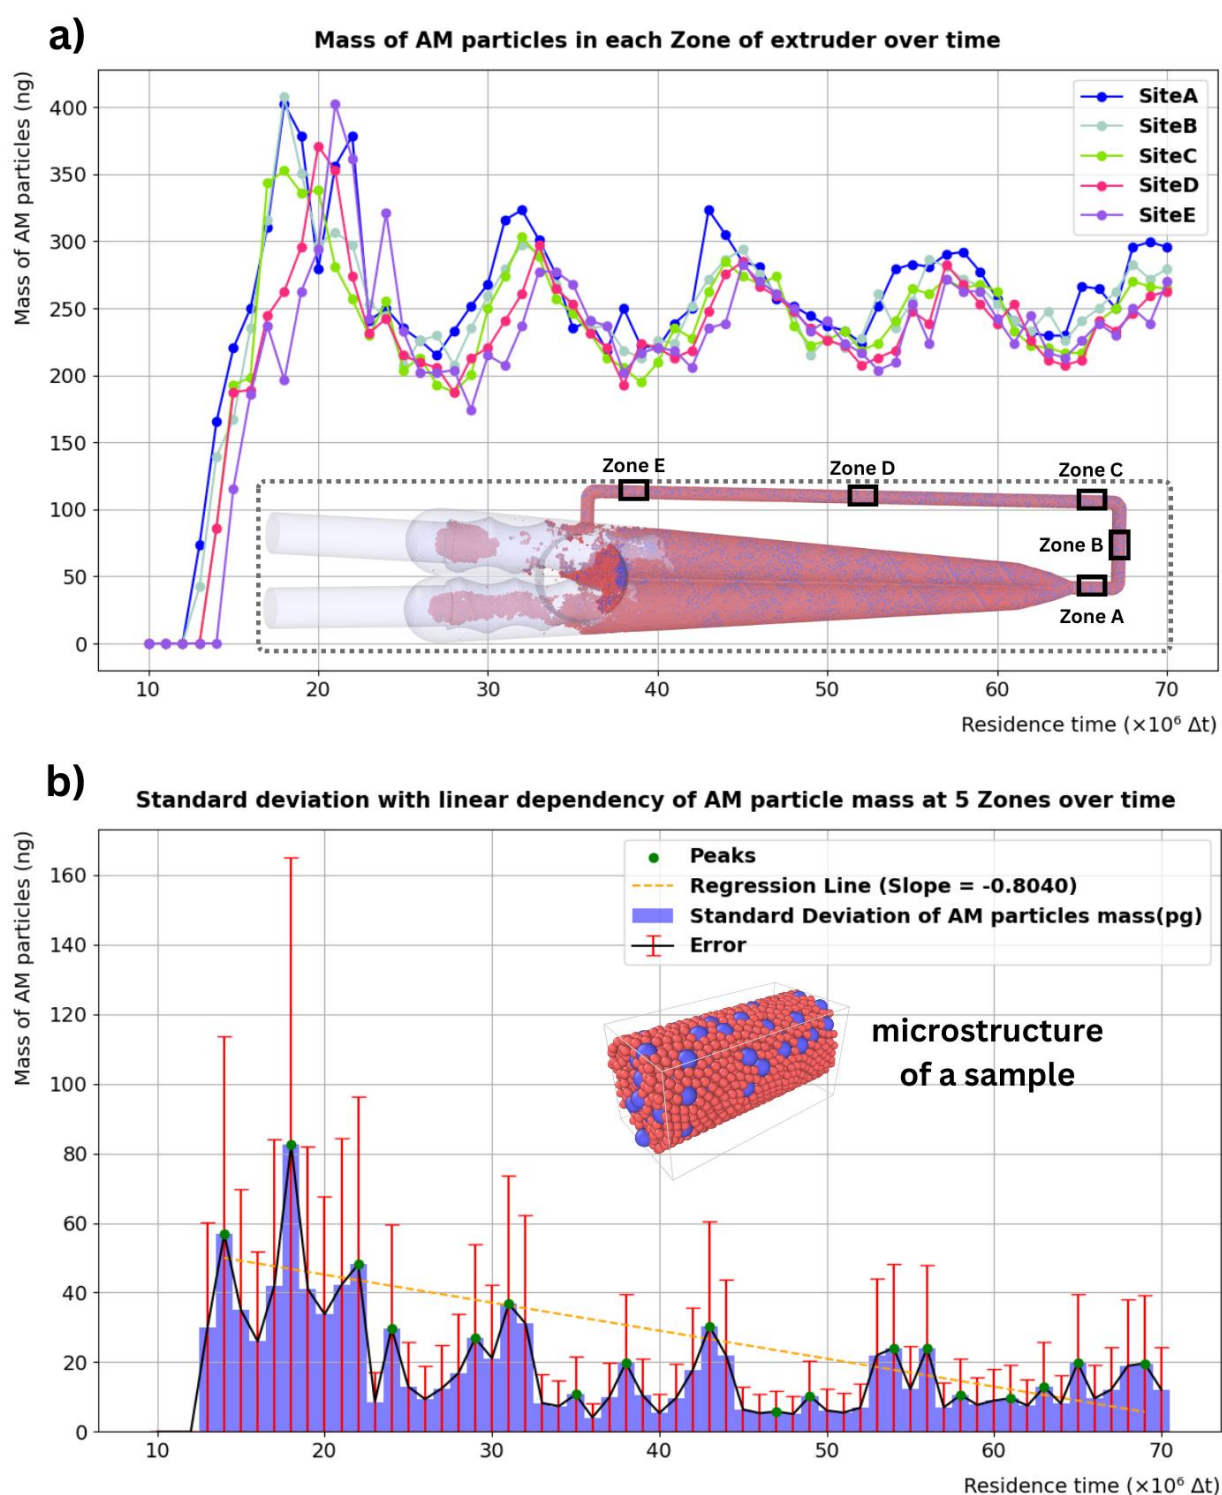 a)
Mass of AM particles in each Zone of extruder over time
Mass of AM particles (ng)
400
350
300
250
200
150
100
50
0
SiteA
SiteB
SiteC
SiteD
SiteE
Zone E
Zone D
Zone C
Zone B
Zone A
10 20 30 40 50 60 70
Residence time (×10⁶ Δt)
b)
Standard deviation with linear dependency of AM particle mass at 5 Zones over time
Mass of AM particles (ng)
160
140
120
100
80
60
40
20
0
Peaks
Regression Line (Slope = -0.8040)
Standard Deviation of AM particles mass(pg)
Error
microstructure
of a sample
10 20 30 40 50 60 70
Residence time (×10⁶ Δt)